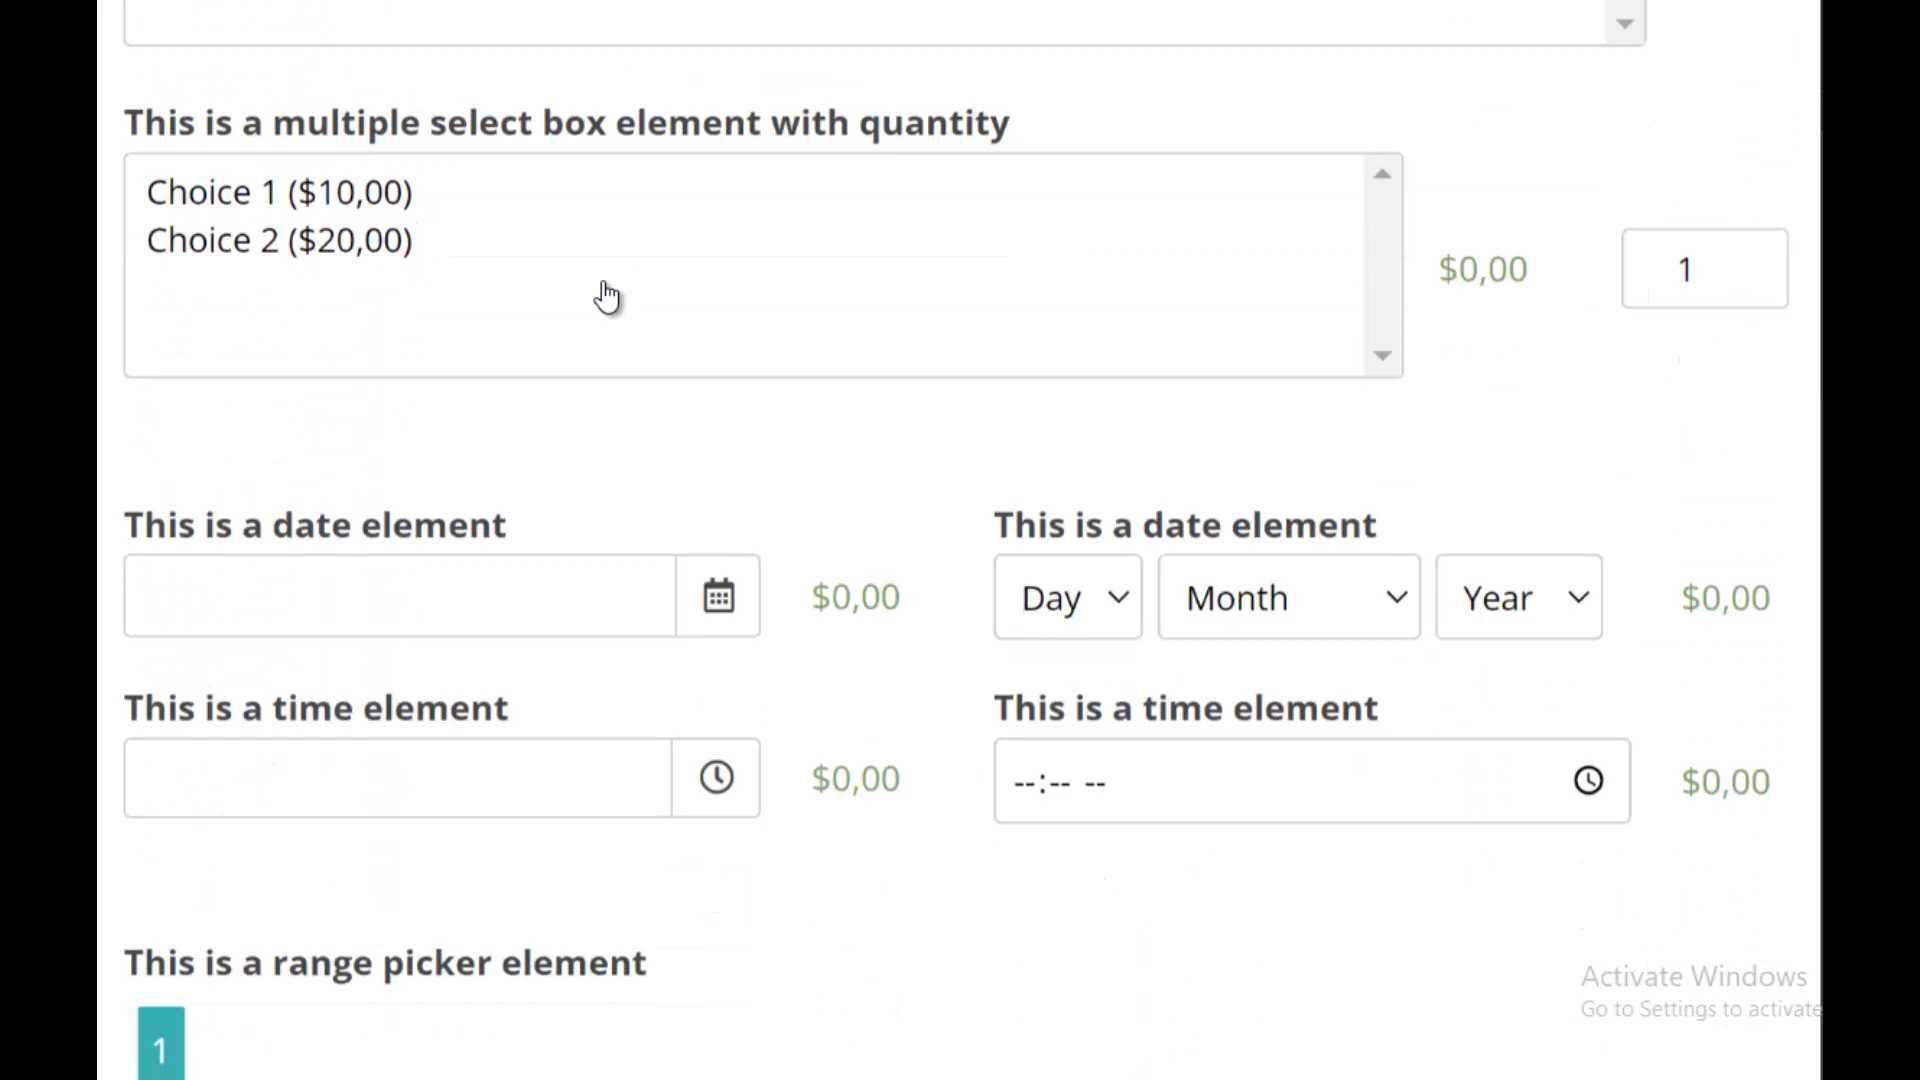 This is a multiple select box element with quantity
Choice 1 ($10,00)
Choice 2 ($20,00)
$0,00
1
This is a date element
This is a date element
$0,00
Day
Month
Year
$0,00
This is a time element
This is a time element
$0,00
--:-- --
$0,00
This is a range picker element
1
Activate Windows
Go to Settings to activate